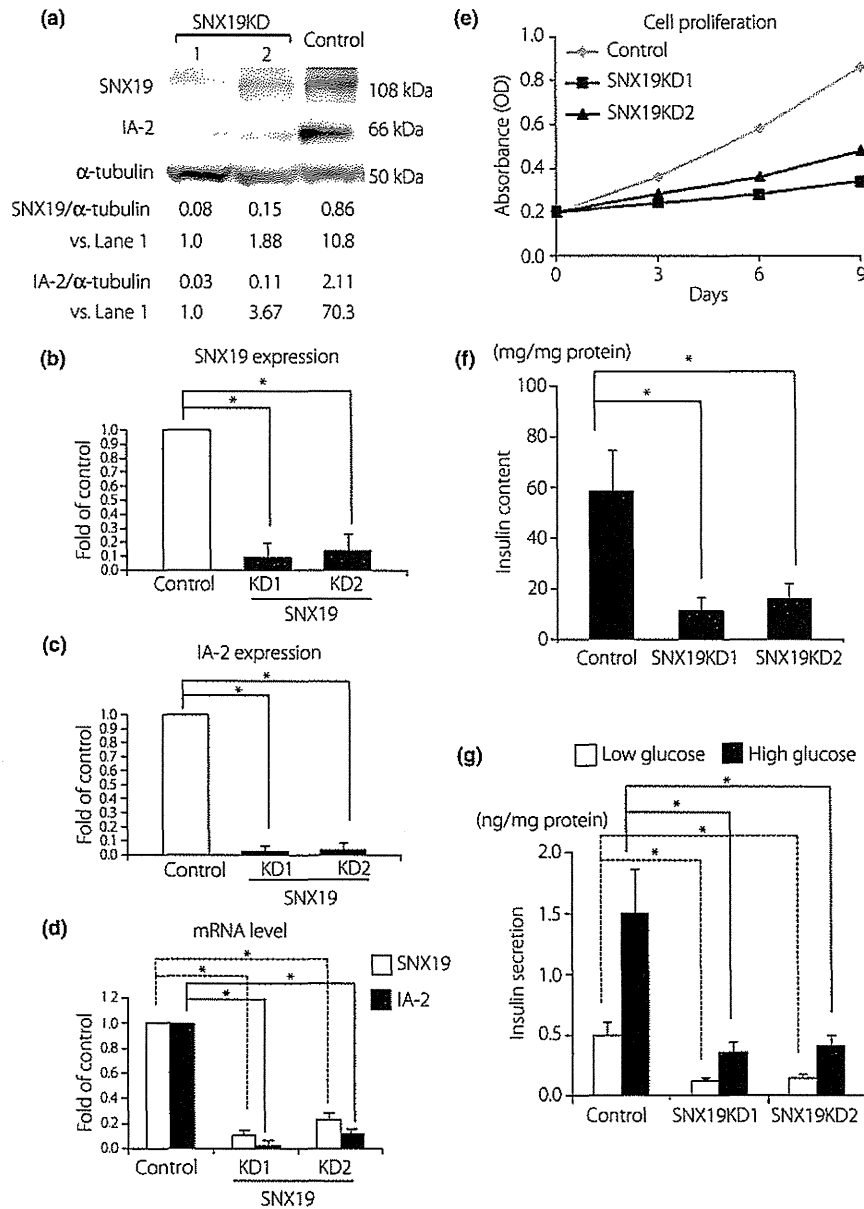 (a)
SNX19KD
1 2 Control
SNX19 108 kDa
IA-2 66 kDa
α-tubulin 50 kDa
SNX19/α-tubulin 0.08 0.15 0.86
vs. Lane 1 1.0 1.88 10.8
IA-2/α-tubulin 0.03 0.11 2.11
vs. Lane 1 1.0 3.67 70.3
(b)
SNX19 expression
* *
Fold of control
1.0
0.9
0.8
0.7
0.6
0.5
0.4
0.3
0.2
0.1
0.0
Control KD1 KD2
SNX19
(c)
IA-2 expression
* *
Fold of control
1.0
0.9
0.8
0.7
0.6
0.5
0.4
0.3
0.2
0.1
0.0
Control KD1 KD2
SNX19
(d)
mRNA level
SNX19
IA-2
* * * *
Fold of control
1.2
1.0
0.8
0.6
0.4
0.2
0.0
Control KD1 KD2
SNX19
(e)
Cell proliferation
Control
SNX19KD1
SNX19KD2
Absorbance (OD)
1.0
0.8
0.6
0.4
0.2
0.0
0 3 6 9
Days
(f)
(mg/mg protein)
* *
Insulin content
100
80
60
40
20
0
Control SNX19KD1 SNX19KD2
(g)
Low glucose High glucose
(ng/mg protein)
* * * *
Insulin secretion
2.0
1.5
1.0
0.5
0.0
Control SNX19KD1 SNX19KD2